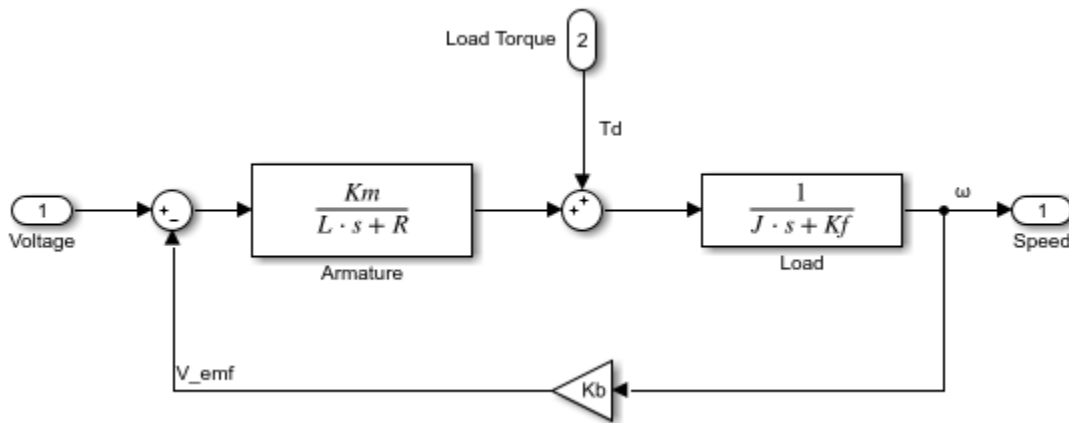 Load Torque
2
Td
1
Voltage
+
−
Km
L · s + R
Armature
+
+
1
J · s + Kf
Load
ω
1
Speed
V_emf
Kb